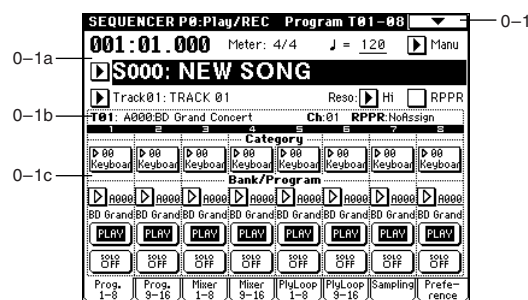 SEQUENCER P0:Play/REC Program T01-08
0-1
001:01.000 Meter: 4/4 ♩= 120 Manu
0-1a
S000: NEW SONG
Track01: TRACK 01 Reso: Hi RPPR
0-1b
T01: A000:BD Grand Concert Ch:01 RPPR:NoAssign
1 2 3 4 5 6 7 8
Category
00 00 00 00 00 00 00 00
Keyboar Keyboar Keyboar Keyboar Keyboar Keyboar Keyboar Keyboar
0-1c
Bank/Program
A000 A000 A000 A000 A000 A000 A000 A000
BD Grand BD Grand BD Grand BD Grand BD Grand BD Grand BD Grand BD Grand
PLAY PLAY PLAY PLAY PLAY PLAY PLAY PLAY
SOLO SOLO SOLO SOLO SOLO SOLO SOLO SOLO
OFF OFF OFF OFF OFF OFF OFF OFF
Prog. Prog. Mixer Mixer PlyLoop PlyLoop Sampling Prefe-
1-8 9-16 1-8 9-16 1-8 9-16 rence